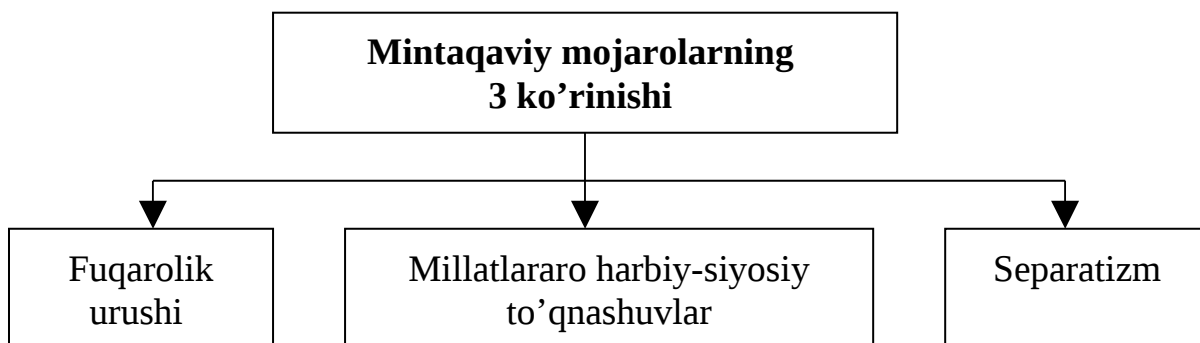 Mintaqaviy mojarolarning
3 ko’rinishi
Fuqarolik
urushi
Millatlararo harbiy-siyosiy
to’qnashuvlar
Separatizm